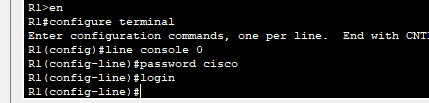 R1>en
R1#configure terminal
Enter configuration commands, one per line.  End with CNT
R1(config)#line console 0
R1(config-line)#password cisco
R1(config-line)#login
R1(config-line)#